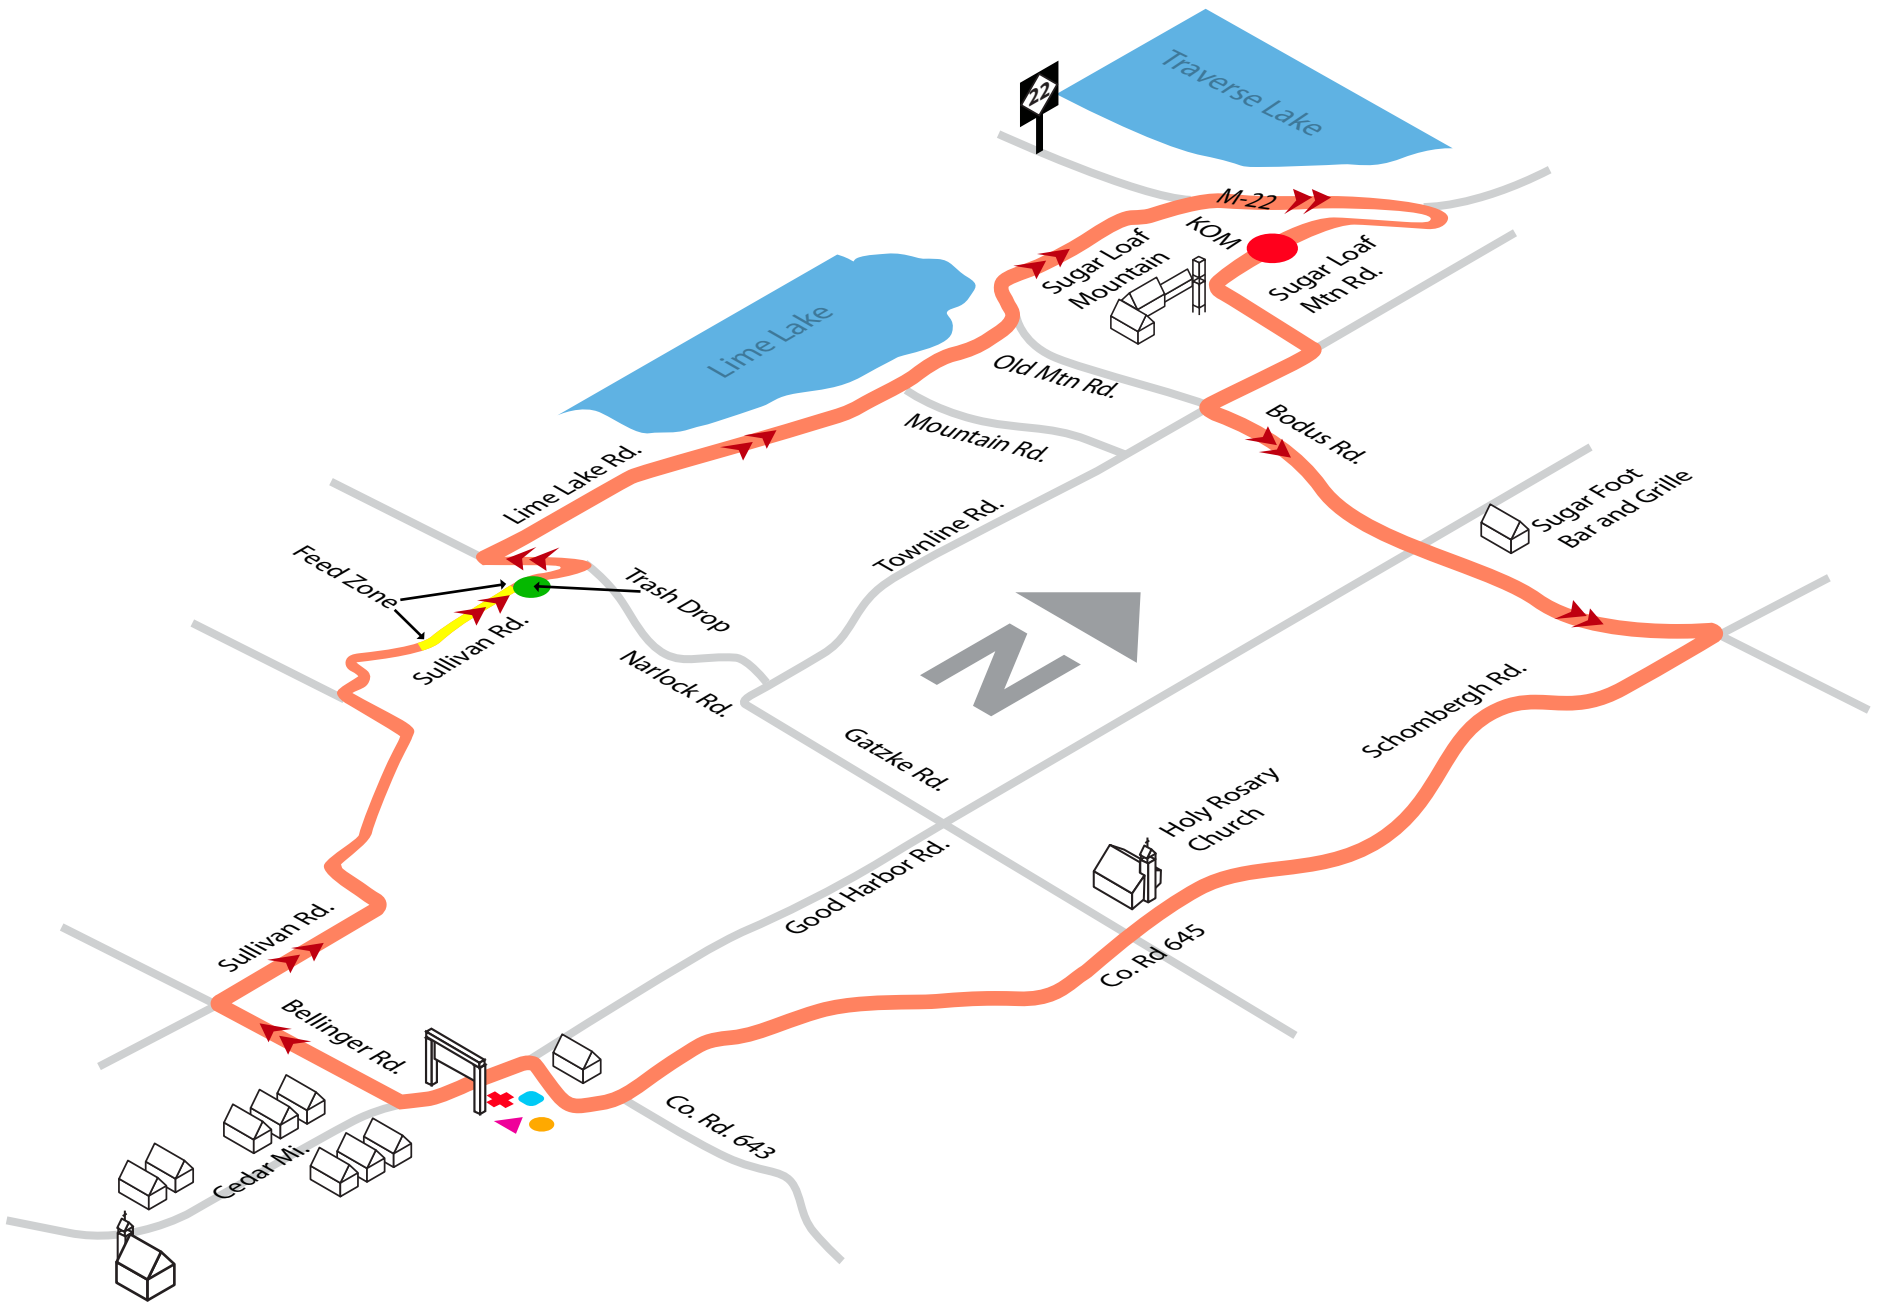 Traverse Lake
22
M-22
KOM
Sugar Loaf
Mountain
Sugar Loaf
Mtn Rd.
Lime Lake
Old Mtn Rd.
Mountain Rd.
Bodus Rd.
Lime Lake Rd.
Sugar Foot
Bar and Grille
Townline Rd.
Feed Zone
Trash Drop
Sullivan Rd.
Narlock Rd.
N
Schombergh Rd.
Gatzke Rd.
Holy Rosary
Church
Good Harbor Rd.
Co. Rd 645
Sullivan Rd.
Bellinger Rd.
Co. Rd. 643
Cedar Mi..